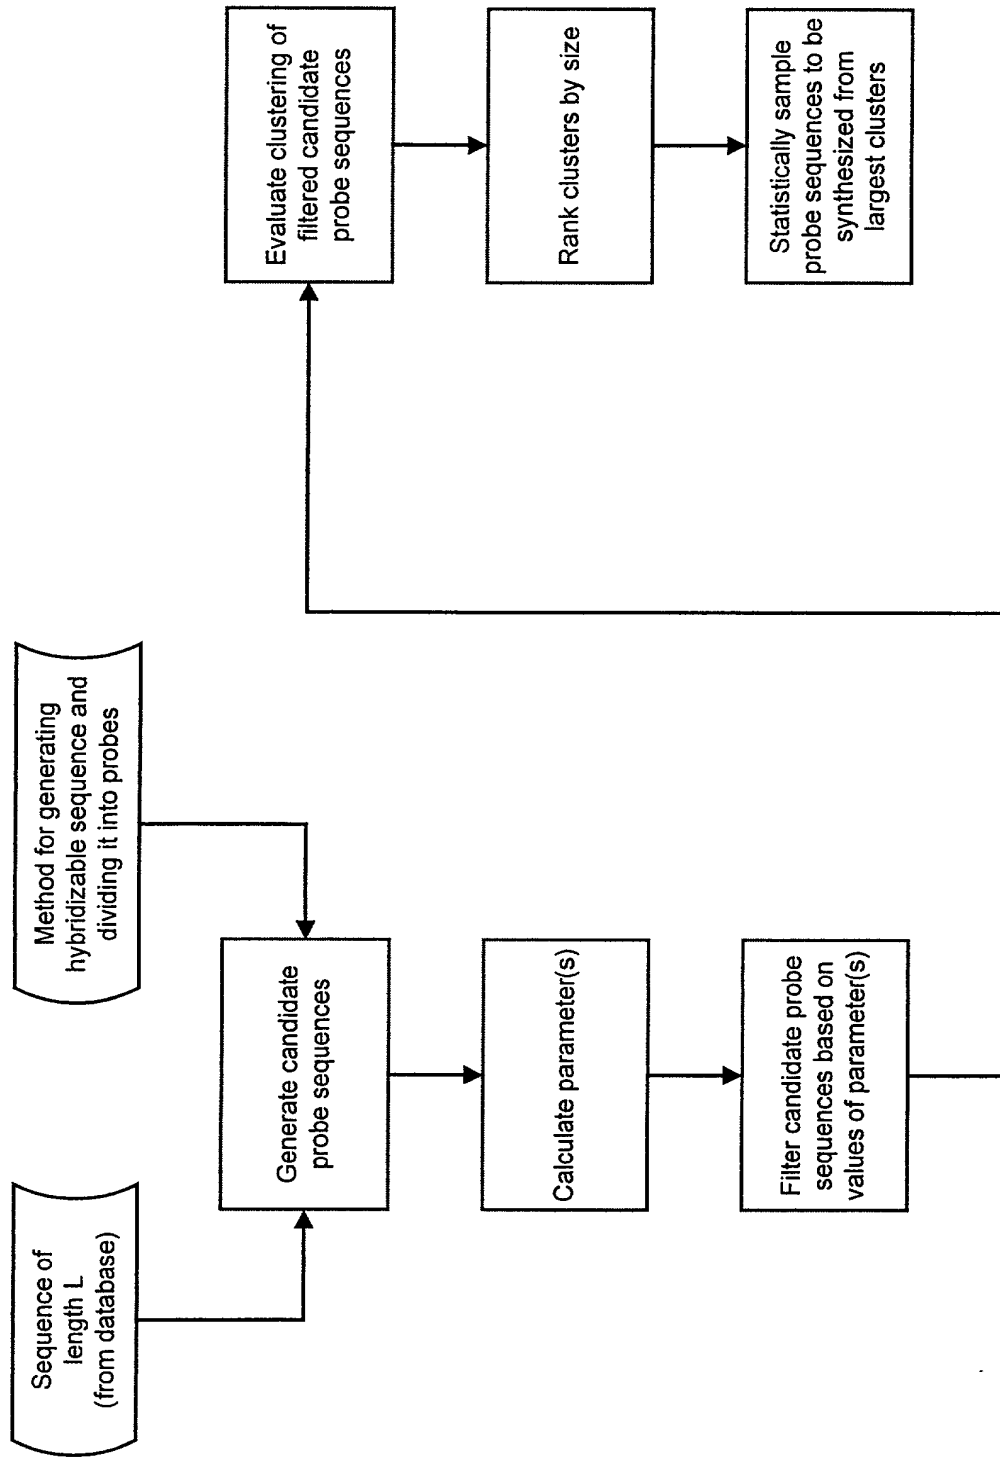 Sequence of
length L
(from database)
Method for generating
hybridizable sequence and
dividing it into probes
Generate candidate
probe sequences
Calculate parameter(s)
Filter candidate probe
sequences based on
values of parameter(s)
Evaluate clustering of
filtered candidate
probe sequences
Rank clusters by size
Statistically sample
probe sequences to be
synthesized from
largest clusters